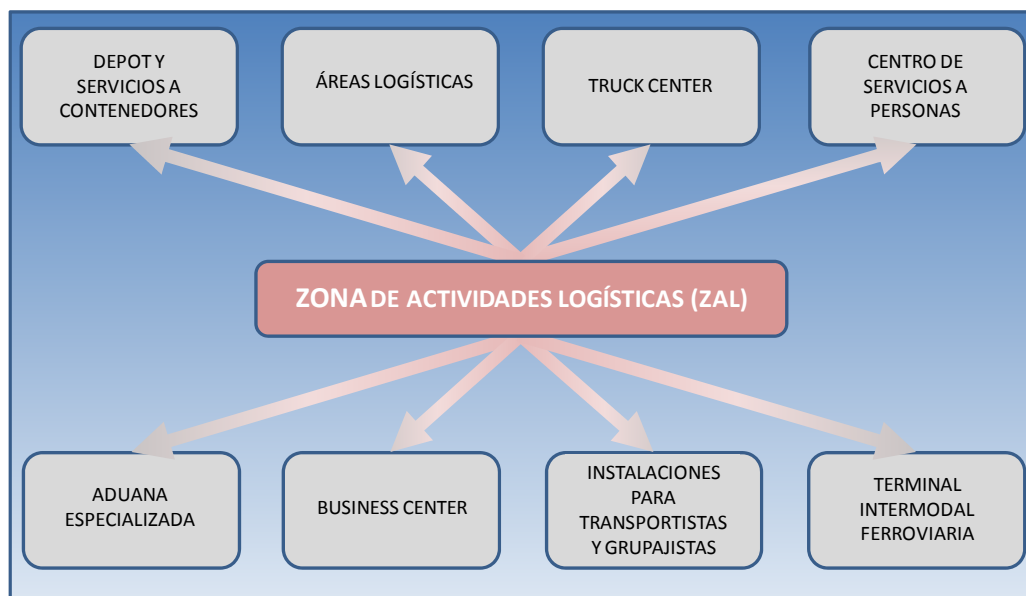 DEPOT Y
SERVICIOS A
CONTENEDORES
ÁREAS LOGÍSTICAS
TRUCK CENTER
CENTRO DE
SERVICIOS A
PERSONAS
ZONA DE ACTIVIDADES LOGÍSTICAS (ZAL)
ADUANA
ESPECIALIZADA
BUSINESS CENTER
INSTALACIONES
PARA
TRANSPORTISTAS
Y GRUPAJISTAS
TERMINAL
INTERMODAL
FERROVIARIA